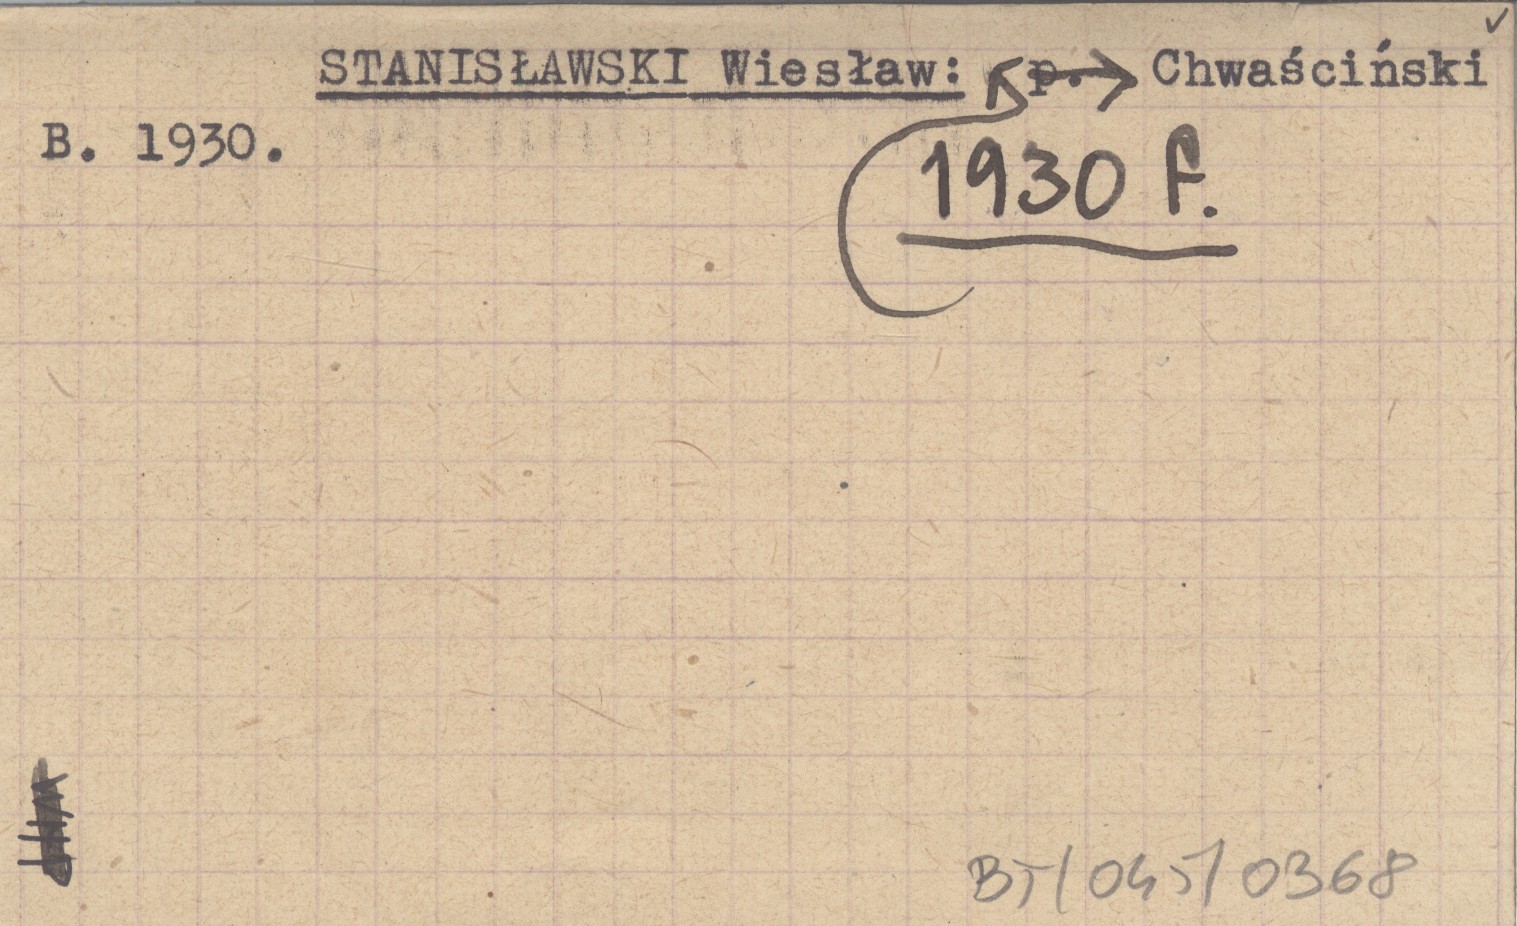 STANISŁAWSKI Wiesław: p. → Chwaściński
B. 1930.
1930 f.
BT/045/0368